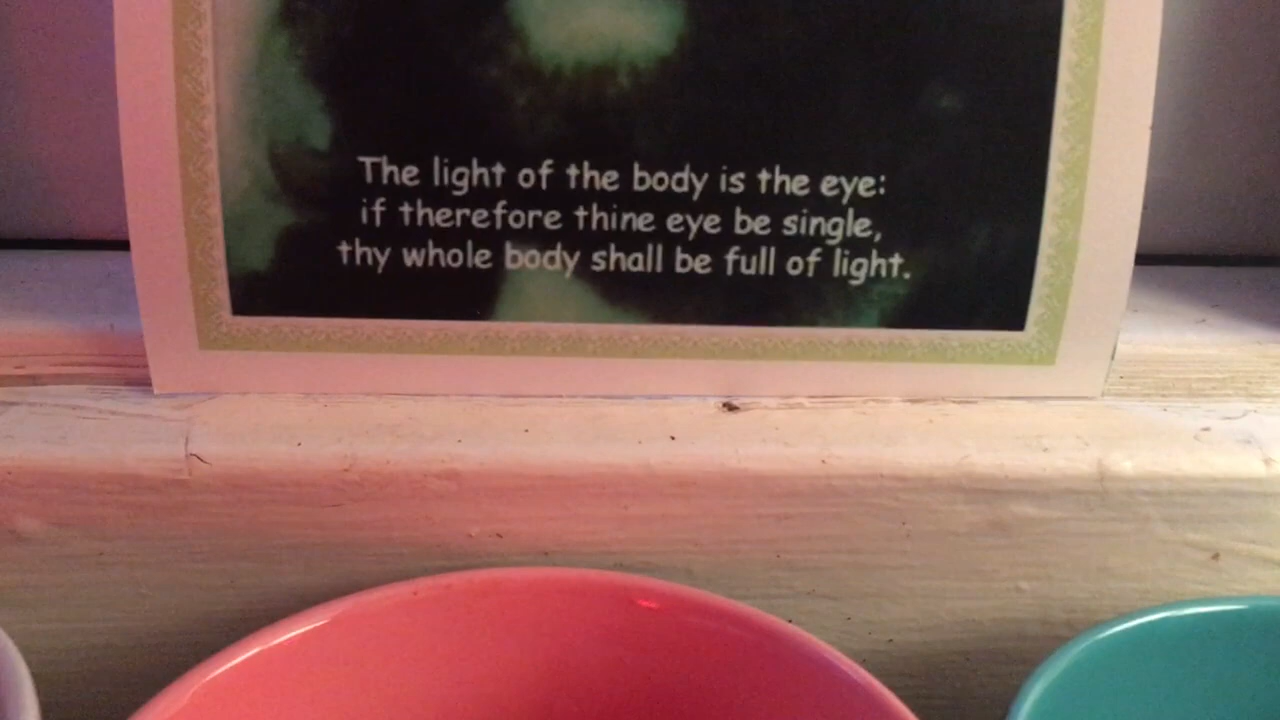 The light of the body is the eye:
if therefore thine eye be single,
thy whole body shall be full of light.